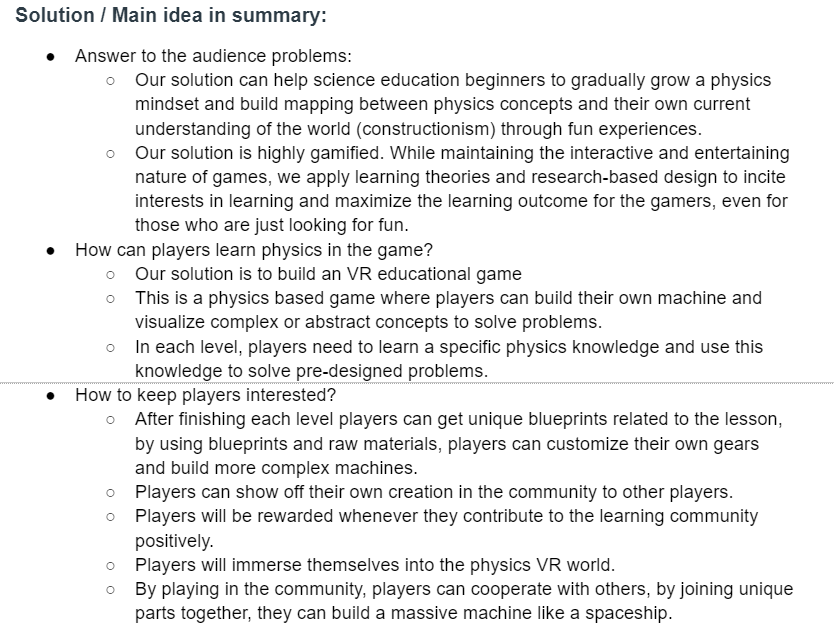 Solution / Main idea in summary:
● Answer to the audience problems:
○ Our solution can help science education beginners to gradually grow a physics
mindset and build mapping between physics concepts and their own current
understanding of the world (constructionism) through fun experiences.
○ Our solution is highly gamified. While maintaining the interactive and entertaining
nature of games, we apply learning theories and research-based design to incite
interests in learning and maximize the learning outcome for the gamers, even for
those who are just looking for fun.
● How can players learn physics in the game?
○ Our solution is to build an VR educational game
○ This is a physics based game where players can build their own machine and
visualize complex or abstract concepts to solve problems.
○ In each level, players need to learn a specific physics knowledge and use this
knowledge to solve pre-designed problems.
● How to keep players interested?
○ After finishing each level players can get unique blueprints related to the lesson,
by using blueprints and raw materials, players can customize their own gears
and build more complex machines.
○ Players can show off their own creation in the community to other players.
○ Players will be rewarded whenever they contribute to the learning community
positively.
○ Players will immerse themselves into the physics VR world.
○ By playing in the community, players can cooperate with others, by joining unique
parts together, they can build a massive machine like a spaceship.